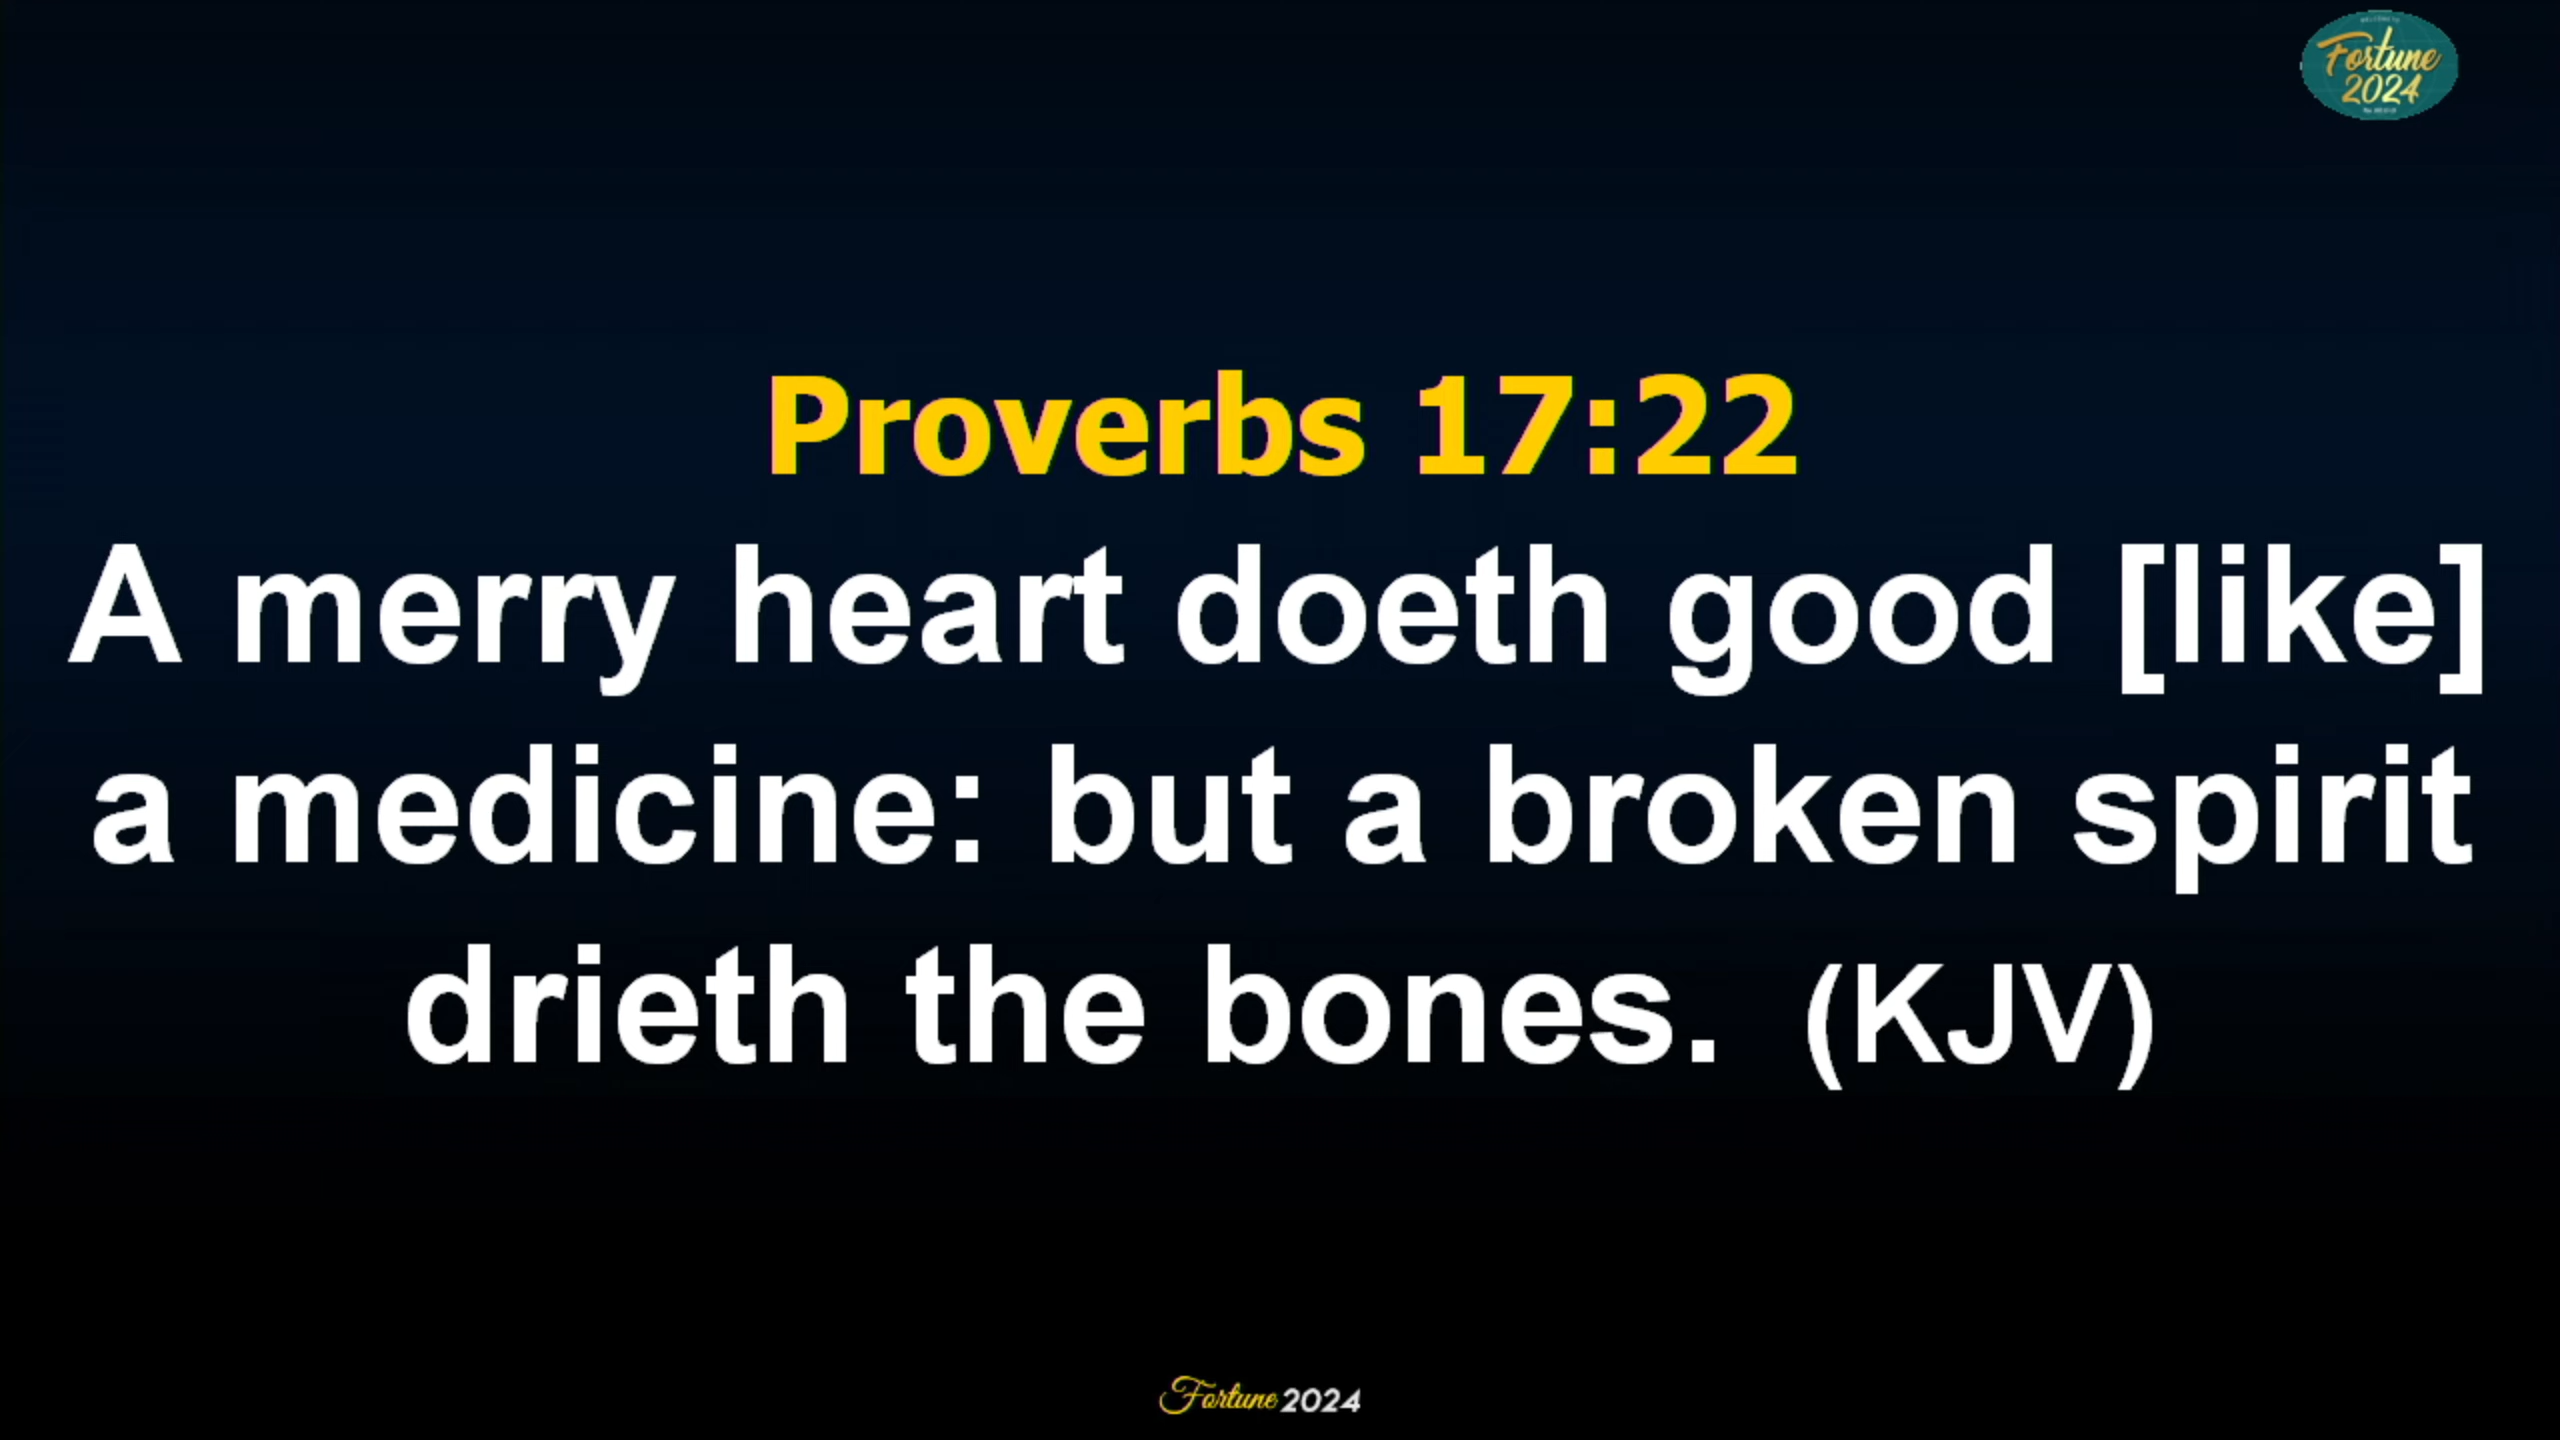 Fortune
2024
Proverbs 17:22
A merry heart doeth good [like]
a medicine: but a broken spirit
drieth the bones. (KJV)
Fortune 2024